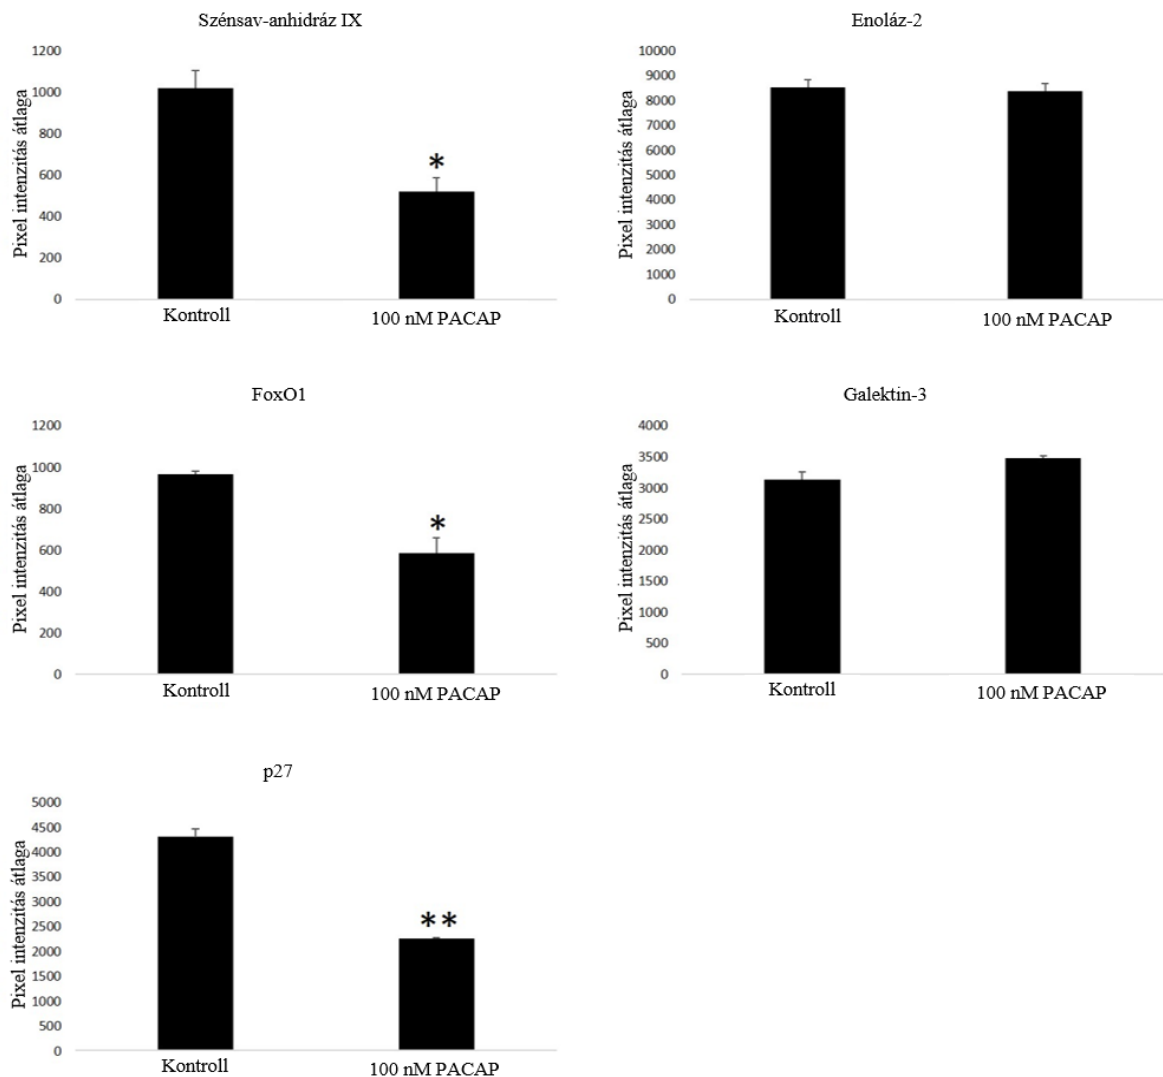 Szénsav-anhidráz IX
Pixel intenzitás átlaga
1200
1000
800
600
400
200
0
*
Kontroll
100 nM PACAP
Enoláz-2
Pixel intenzitás átlaga
10000
9000
8000
7000
6000
5000
4000
3000
2000
1000
0
Kontroll
100 nM PACAP
FoxO1
Pixel intenzitás átlaga
1200
1000
800
600
400
200
0
*
Kontroll
100 nM PACAP
Galektin-3
Pixel intenzitás átlaga
4000
3500
3000
2500
2000
1500
1000
500
0
Kontroll
100 nM PACAP
p27
Pixel intenzitás átlaga
5000
4500
4000
3500
3000
2500
2000
1500
1000
500
0
**
Kontroll
100 nM PACAP